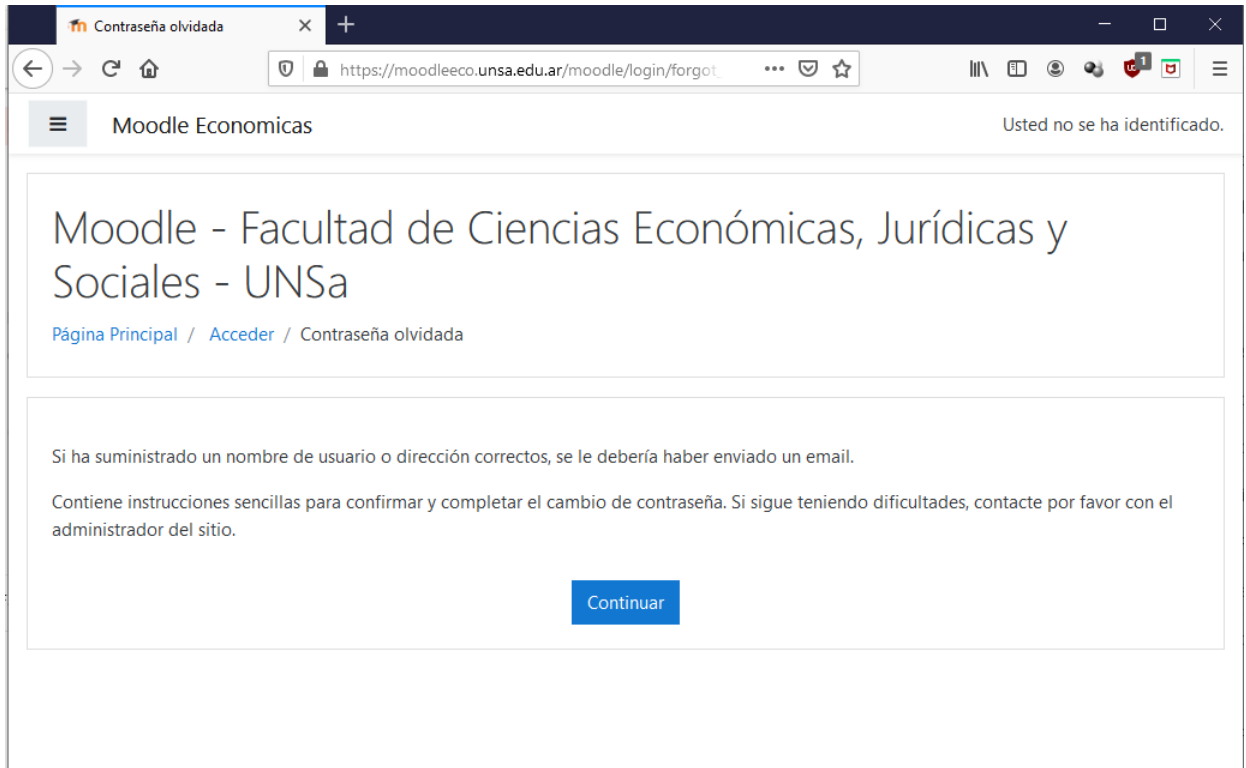 Contraseña olvidada
https://moodleeco.unsa.edu.ar/moodle/login/forgot_
1
Moodle Economicas
Usted no se ha identificado.
Moodle - Facultad de Ciencias Económicas, Jurídicas y
Sociales - UNSa
Página Principal / Acceder / Contraseña olvidada
Si ha suministrado un nombre de usuario o dirección correctos, se le debería haber enviado un email.
Contiene instrucciones sencillas para confirmar y completar el cambio de contraseña. Si sigue teniendo dificultades, contacte por favor con el
administrador del sitio.
Continuar